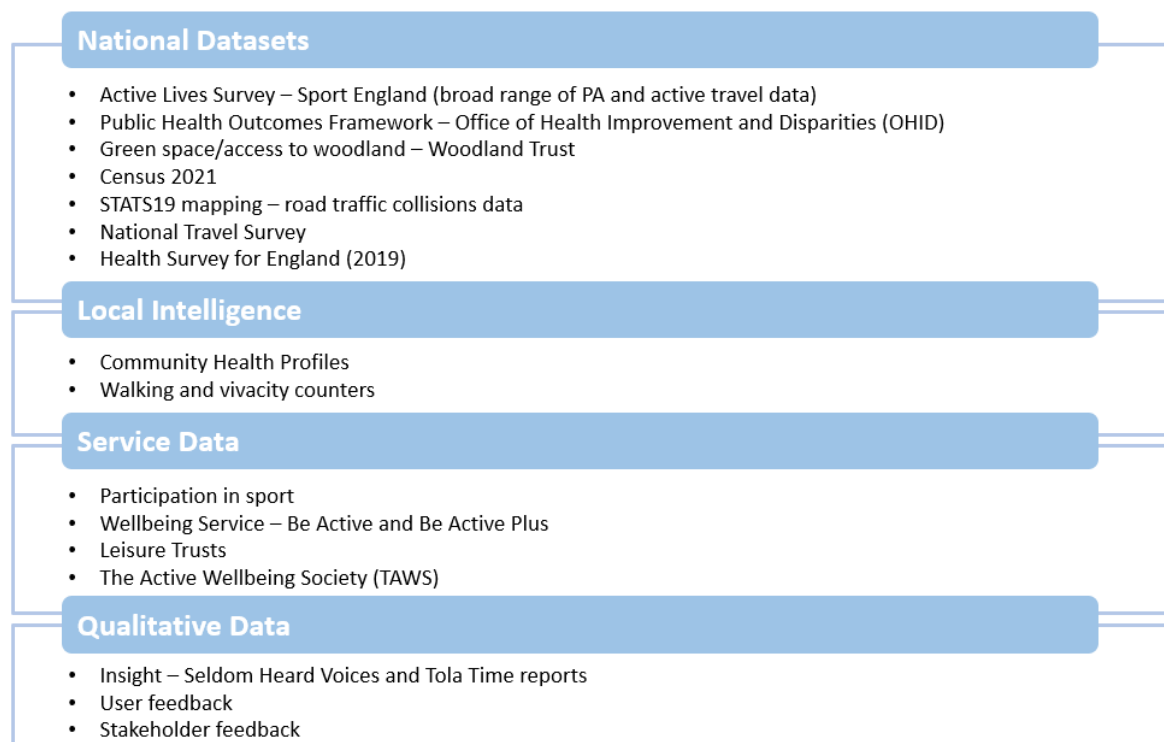 National Datasets
• Active Lives Survey – Sport England (broad range of PA and active travel data)
• Public Health Outcomes Framework – Office of Health Improvement and Disparities (OHID)
• Green space/access to woodland – Woodland Trust
• Census 2021
• STATS19 mapping – road traffic collisions data
• National Travel Survey
• Health Survey for England (2019)
Local Intelligence
• Community Health Profiles
• Walking and vivacity counters
Service Data
• Participation in sport
• Wellbeing Service – Be Active and Be Active Plus
• Leisure Trusts
• The Active Wellbeing Society (TAWS)
Qualitative Data
• Insight – Seldom Heard Voices and Tola Time reports
• User feedback
• Stakeholder feedback